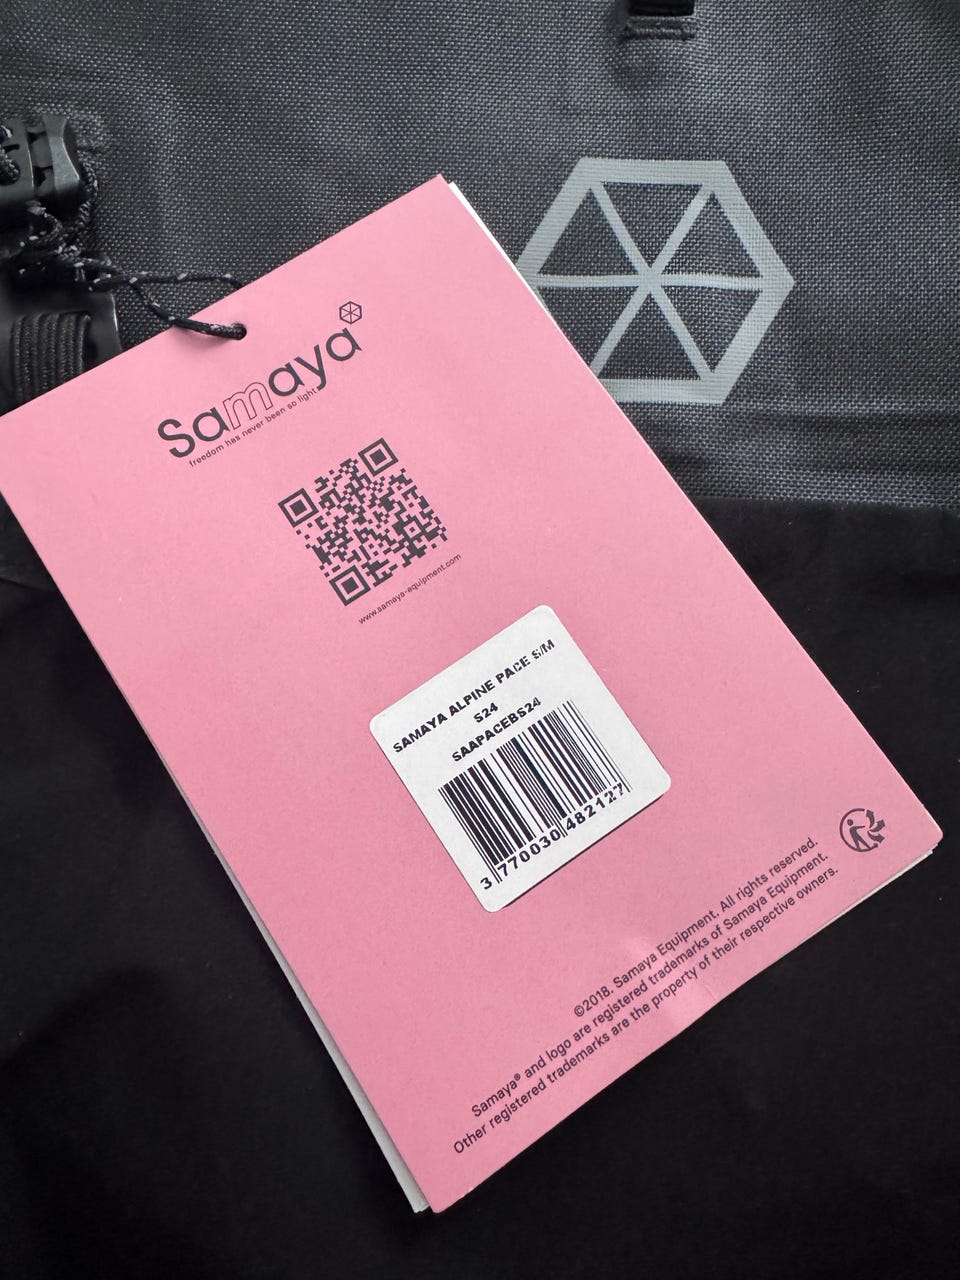 Samaya
freedom has never been so light
www.samaya-equipment.com
SAMAYA ALPINE PACE S/M
S24
SAAPACEBS24
3 770030 482127
©2018. Samaya Equipment. All rights reserved.
Samaya® and logo are registered trademarks of Samaya Equipment.
Other registered trademarks are the property of their respective owners.